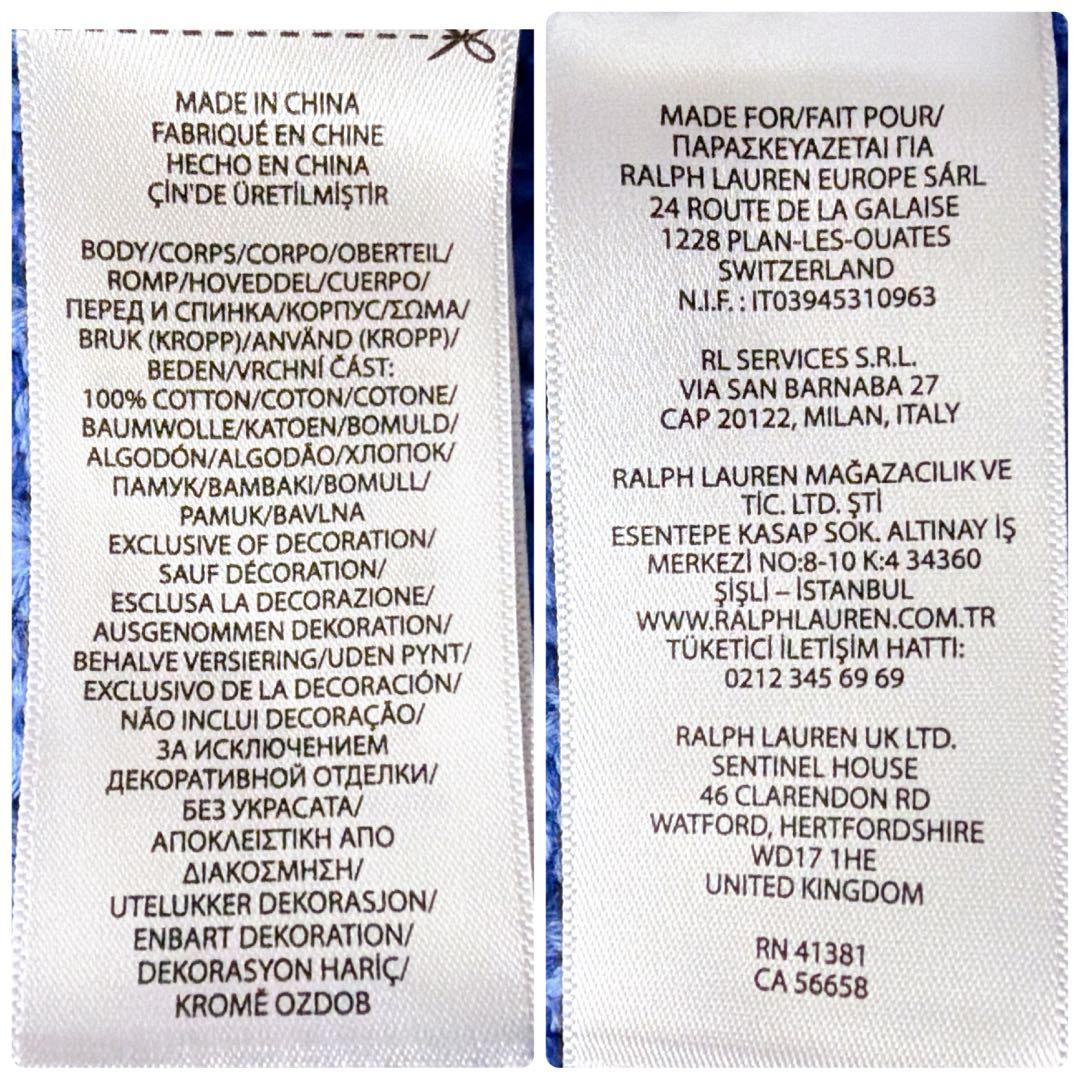 MADE IN CHINA
FABRIQUÉ EN CHINE
HECHO EN CHINA
ÇİN'DE ÜRETİLMİŞTİR
BODY/CORPS/CORPO/OBERTEIL/
ROMP/HOVEDDEL/CUERPO/
ПЕРЕД И СПИНКА/КОРПУС/ΣΩΜΑ/
BRUK (KROPP)/ANVÄND (KROPP)/
BEDEN/VRCHNÍ ČÁST:
100% COTTON/COTON/COTONE/
BAUMWOLLE/KATOEN/BOMULD/
ALGODÓN/ALGODÃO/ХЛОПОК/
ПАМУК/ΒΑΜΒΑΚΙ/BOMULL/
PAMUK/BAVLNA
EXCLUSIVE OF DECORATION/
SAUF DÉCORATION/
ESCLUSA LA DECORAZIONE/
AUSGENOMMEN DEKORATION/
BEHALVE VERSIERING/UDEN PYNT/
EXCLUSIVO DE LA DECORACIÓN/
NÃO INCLUI DECORAÇÃO/
ЗА ИСКЛЮЧЕНИЕМ
ДЕКОРАТИВНОЙ ОТДЕЛКИ/
БЕЗ УКРАСАТА/
ΑΠΟΚΛΕΙΣΤΙΚΗ ΑΠΟ
ΔΙΑΚΟΣΜΗΣΗ/
UTELUKKER DEKORASJON/
ENBART DEKORATION/
DEKORASYON HARİÇ/
KROMĚ OZDOB
MADE FOR/FAIT POUR/
ΠΑΡΑΣΚΕΥΑΖΕΤΑΙ ΓΙΑ
RALPH LAUREN EUROPE SÁRL
24 ROUTE DE LA GALAISE
1228 PLAN-LES-OUATES
SWITZERLAND
N.I.F. : IT03945310963
RL SERVICES S.R.L.
VIA SAN BARNABA 27
CAP 20122, MILAN, ITALY
RALPH LAUREN MAĞAZACILIK VE
TİC. LTD. ŞTİ
ESENTEPE KASAP SOK. ALTINAY İŞ
MERKEZİ NO:8-10 K:4 34360
ŞİŞLİ – İSTANBUL
WWW.RALPHLAUREN.COM.TR
TÜKETİCİ İLETİŞİM HATTI:
0212 345 69 69
RALPH LAUREN UK LTD.
SENTINEL HOUSE
46 CLARENDON RD
WATFORD, HERTFORDSHIRE
WD17 1HE
UNITED KINGDOM
RN 41381
CA 56658